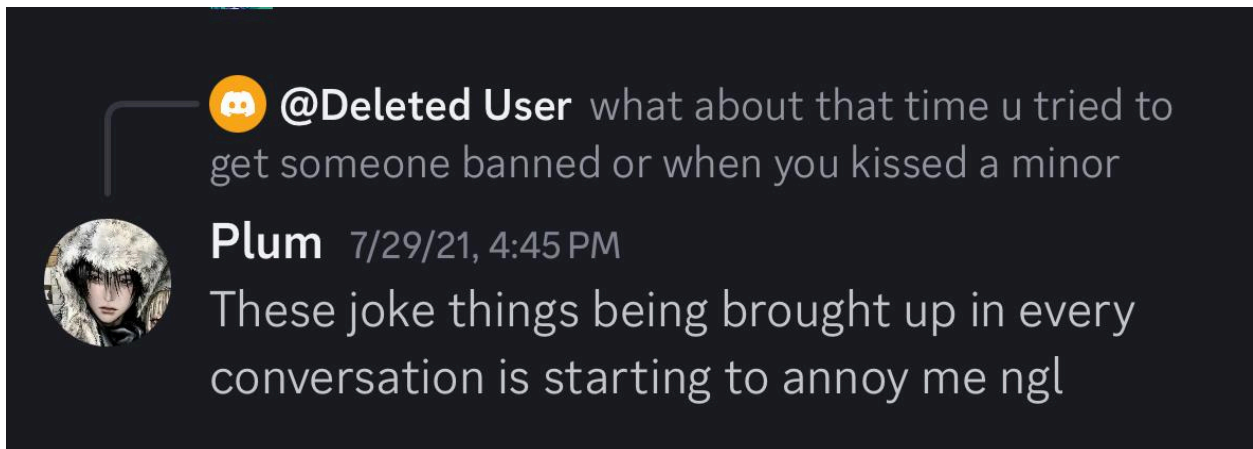 @Deleted User what about that time u tried to
get someone banned or when you kissed a minor
Plum 7/29/21, 4:45 PM
These joke things being brought up in every
conversation is starting to annoy me ngl